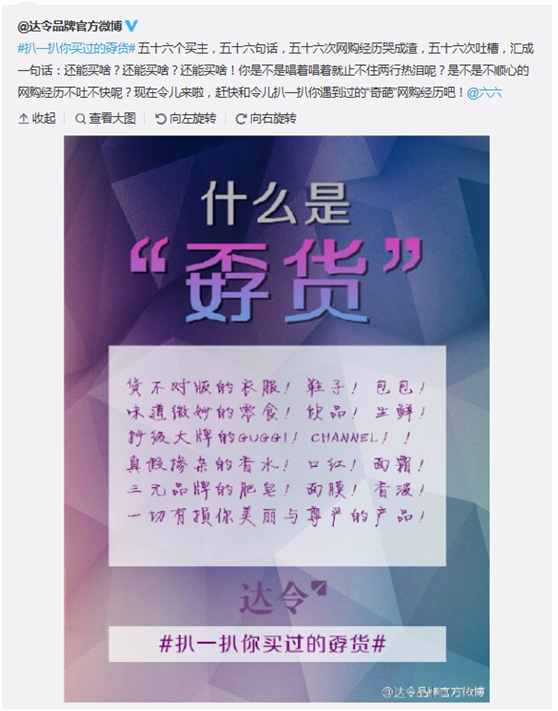 @达令品牌官方微博
#扒一扒你买过的孬货# 五十六个买主，五十六句话，五十六次网购经历哭成渣，五十六次吐槽，汇成
一句话：还能买啥？还能买啥？还能买啥！你是不是唱着唱着就止不住两行热泪呢？是不是不顺心的
网购经历不吐不快呢？现在令儿来啦，赶快和令儿扒一扒你遇到过的“奇葩”网购经历吧！@六六
收起 查看大图 向左旋转 向右旋转
什么是
“孬货”
货不对版的衣服！ 鞋子！ 包包！
味道微妙的零食！ 饮品！ 生鲜！
抄级大牌的GUGGI！ CHANNEL！ ！
真假掺杂的香水！ 口红！ 面霜！
三无品牌的肥皂！ 面膜！ 香波！
一切有损你美丽与尊严的产品！
达令
#扒一扒你买过的孬货#
@达令品牌官方微博